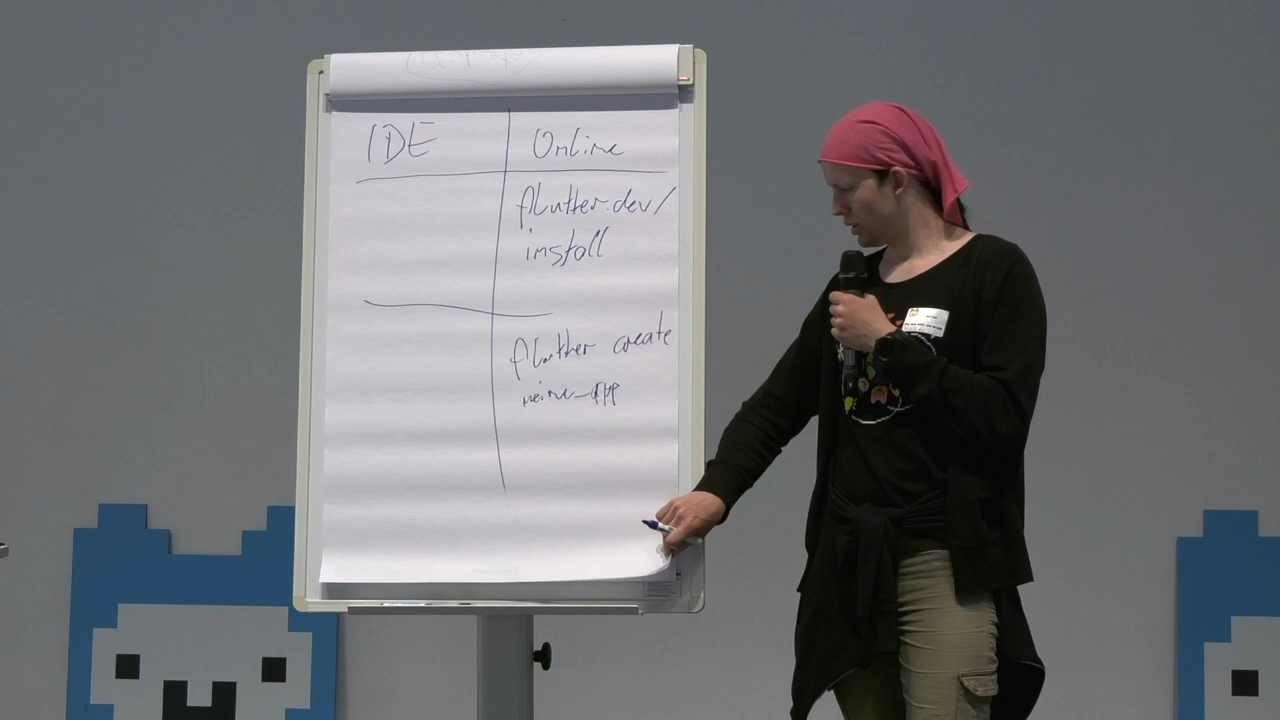 IDE
Online
flutter.dev/
install
flutter create
meine_app